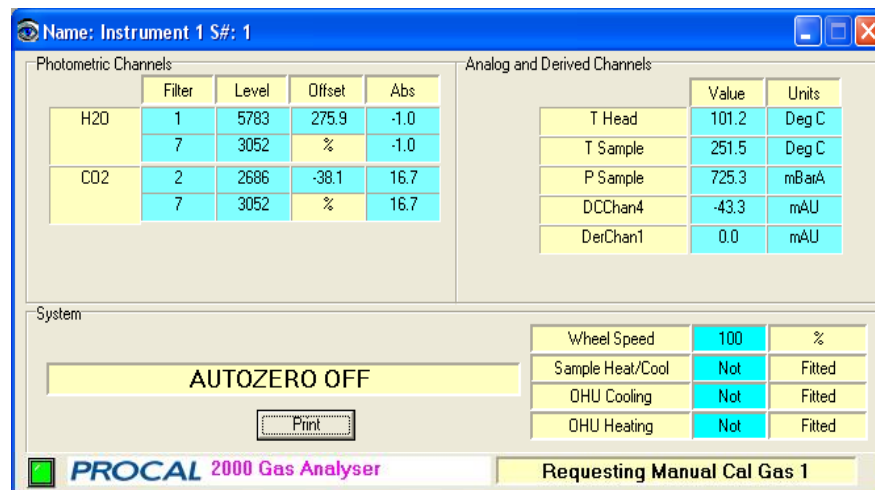 Name: Instrument 1 S#: 1
Photometric Channels
Filter Level Offset Abs
H2O 1 5783 275.9 -1.0
7 3052 % -1.0
CO2 2 2686 -38.1 16.7
7 3052 % 16.7
Analog and Derived Channels
Value Units
T Head 101.2 Deg C
T Sample 251.5 Deg C
P Sample 725.3 mBarA
DCChan4 -43.3 mAU
DerChan1 0.0 mAU
System
AUTOZERO OFF
Print
Wheel Speed 100 %
Sample Heat/Cool Not Fitted
OHU Cooling Not Fitted
OHU Heating Not Fitted
PROCAL 2000 Gas Analyser
Requesting Manual Cal Gas 1